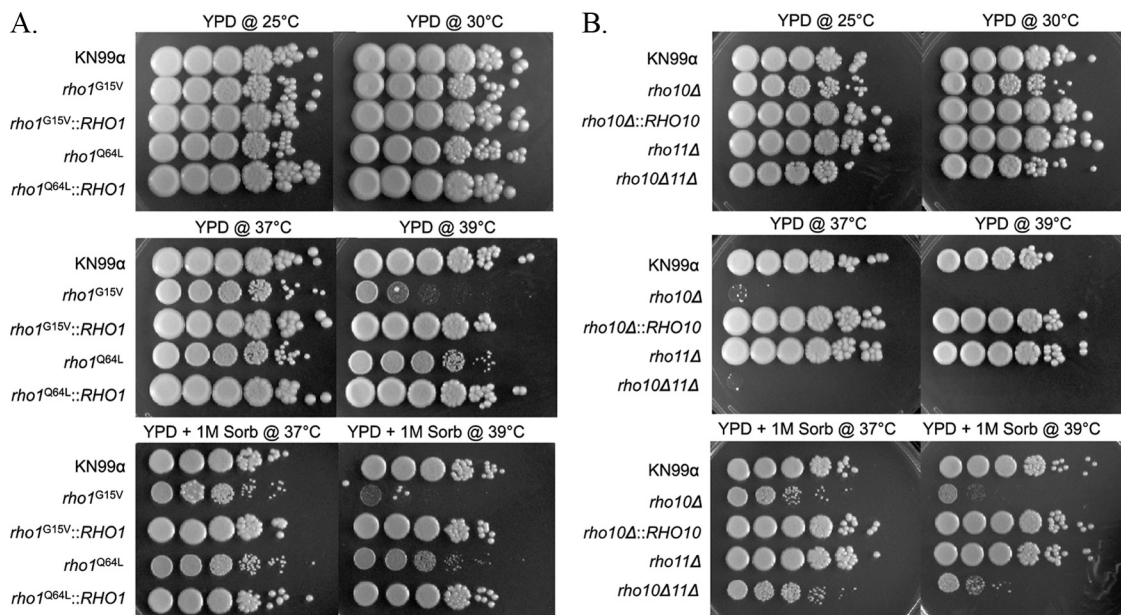 A.
YPD @ 25°C YPD @ 30°C
KN99α
rho1G15V
rho1G15V::RHO1
rho1Q64L
rho1Q64L::RHO1
YPD @ 37°C YPD @ 39°C
KN99α
rho1G15V
rho1G15V::RHO1
rho1Q64L
rho1Q64L::RHO1
YPD + 1M Sorb @ 37°C YPD + 1M Sorb @ 39°C
KN99α
rho1G15V
rho1G15V::RHO1
rho1Q64L
rho1Q64L::RHO1
B.
YPD @ 25°C YPD @ 30°C
KN99α
rho10Δ
rho10Δ::RHO10
rho11Δ
rho10Δ11Δ
YPD @ 37°C YPD @ 39°C
KN99α
rho10Δ
rho10Δ::RHO10
rho11Δ
rho10Δ11Δ
YPD + 1M Sorb @ 37°C YPD + 1M Sorb @ 39°C
KN99α
rho10Δ
rho10Δ::RHO10
rho11Δ
rho10Δ11Δ